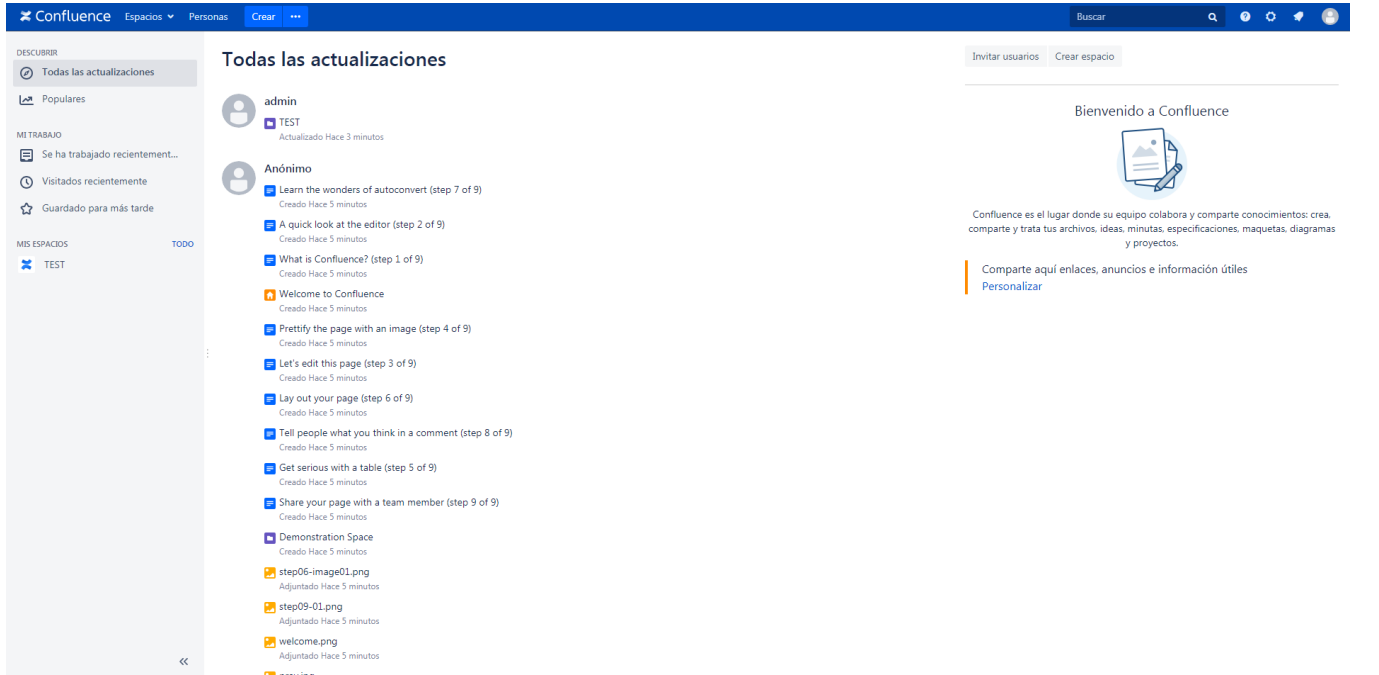 Confluence Espacios Personas Crear ••• Buscar
DESCUBRIR
Todas las actualizaciones
Populares
MI TRABAJO
Se ha trabajado recientement...
Visitados recientemente
Guardado para más tarde
MIS ESPACIOS TODO
TEST
Todas las actualizaciones
admin
TEST
Actualizado Hace 3 minutos
Anónimo
Learn the wonders of autoconvert (step 7 of 9)
Creado Hace 5 minutos
A quick look at the editor (step 2 of 9)
Creado Hace 5 minutos
What is Confluence? (step 1 of 9)
Creado Hace 5 minutos
Welcome to Confluence
Creado Hace 5 minutos
Prettify the page with an image (step 4 of 9)
Creado Hace 5 minutos
Let's edit this page (step 3 of 9)
Creado Hace 5 minutos
Lay out your page (step 6 of 9)
Creado Hace 5 minutos
Tell people what you think in a comment (step 8 of 9)
Creado Hace 5 minutos
Get serious with a table (step 5 of 9)
Creado Hace 5 minutos
Share your page with a team member (step 9 of 9)
Creado Hace 5 minutos
Demonstration Space
Creado Hace 5 minutos
step06-image01.png
Adjuntado Hace 5 minutos
step09-01.png
Adjuntado Hace 5 minutos
welcome.png
Adjuntado Hace 5 minutos
Invitar usuarios Crear espacio
Bienvenido a Confluence
Confluence es el lugar donde su equipo colabora y comparte conocimientos: crea,
comparte y trata tus archivos, ideas, minutas, especificaciones, maquetas, diagramas
y proyectos.
Comparte aquí enlaces, anuncios e información útiles
Personalizar